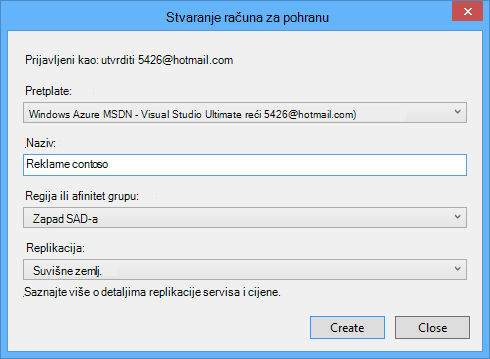 Stvaranje računa za pohranu
Prijavljeni kao: utvrditi 5426@hotmail.com
Pretplate:
Windows Azure MSDN - Visual Studio Ultimate reći 5426@hotmail.com)
Naziv:
Reklame contoso
Regija ili afinitet grupu:
Zapad SAD-a
Replikacija:
Suvišne zemlj.
Saznajte više o detaljima replikacije servisa i cijene.
Create Close